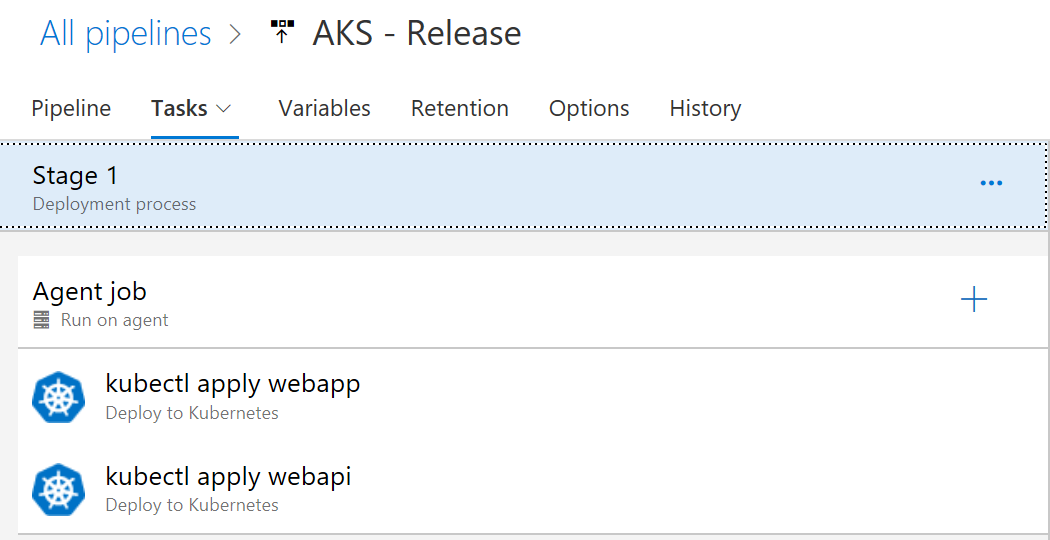 All pipelines > AKS - Release
Pipeline Tasks Variables Retention Options History
Stage 1
Deployment process
...
Agent job
Run on agent
kubectl apply webapp
Deploy to Kubernetes
kubectl apply webapi
Deploy to Kubernetes